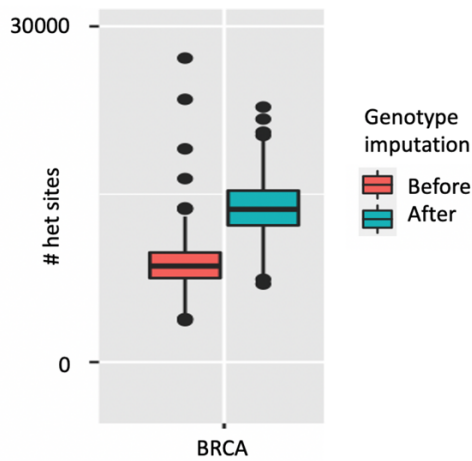 30000
# het sites
0
BRCA
Genotype
imputation
Before
After